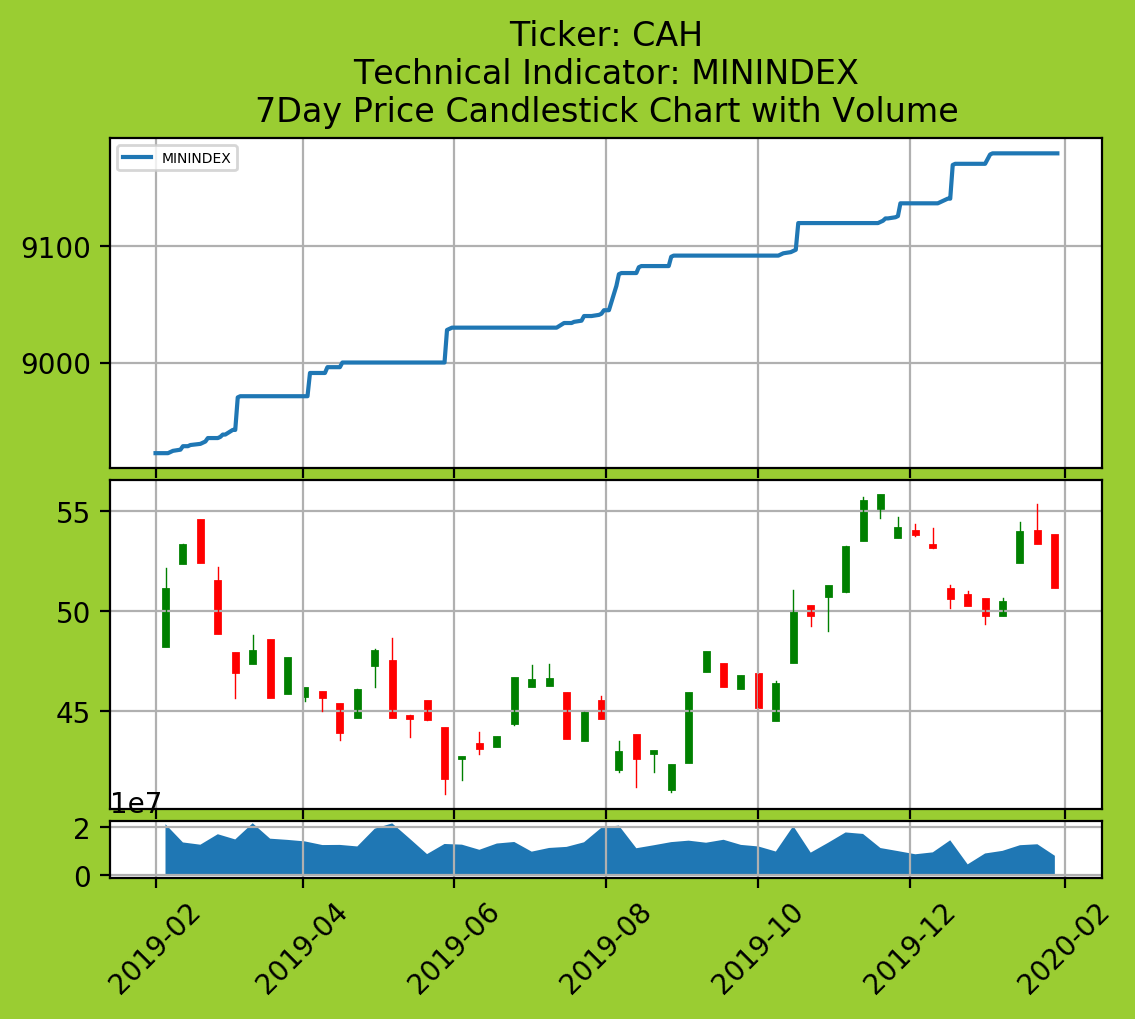 Ticker: CAH
Technical Indicator: MININDEX
7Day Price Candlestick Chart with Volume
MININDEX
9100
9000
55
50
45
1e7
2
0
2019-02
2019-04
2019-06
2019-08
2019-10
2019-12
2020-02